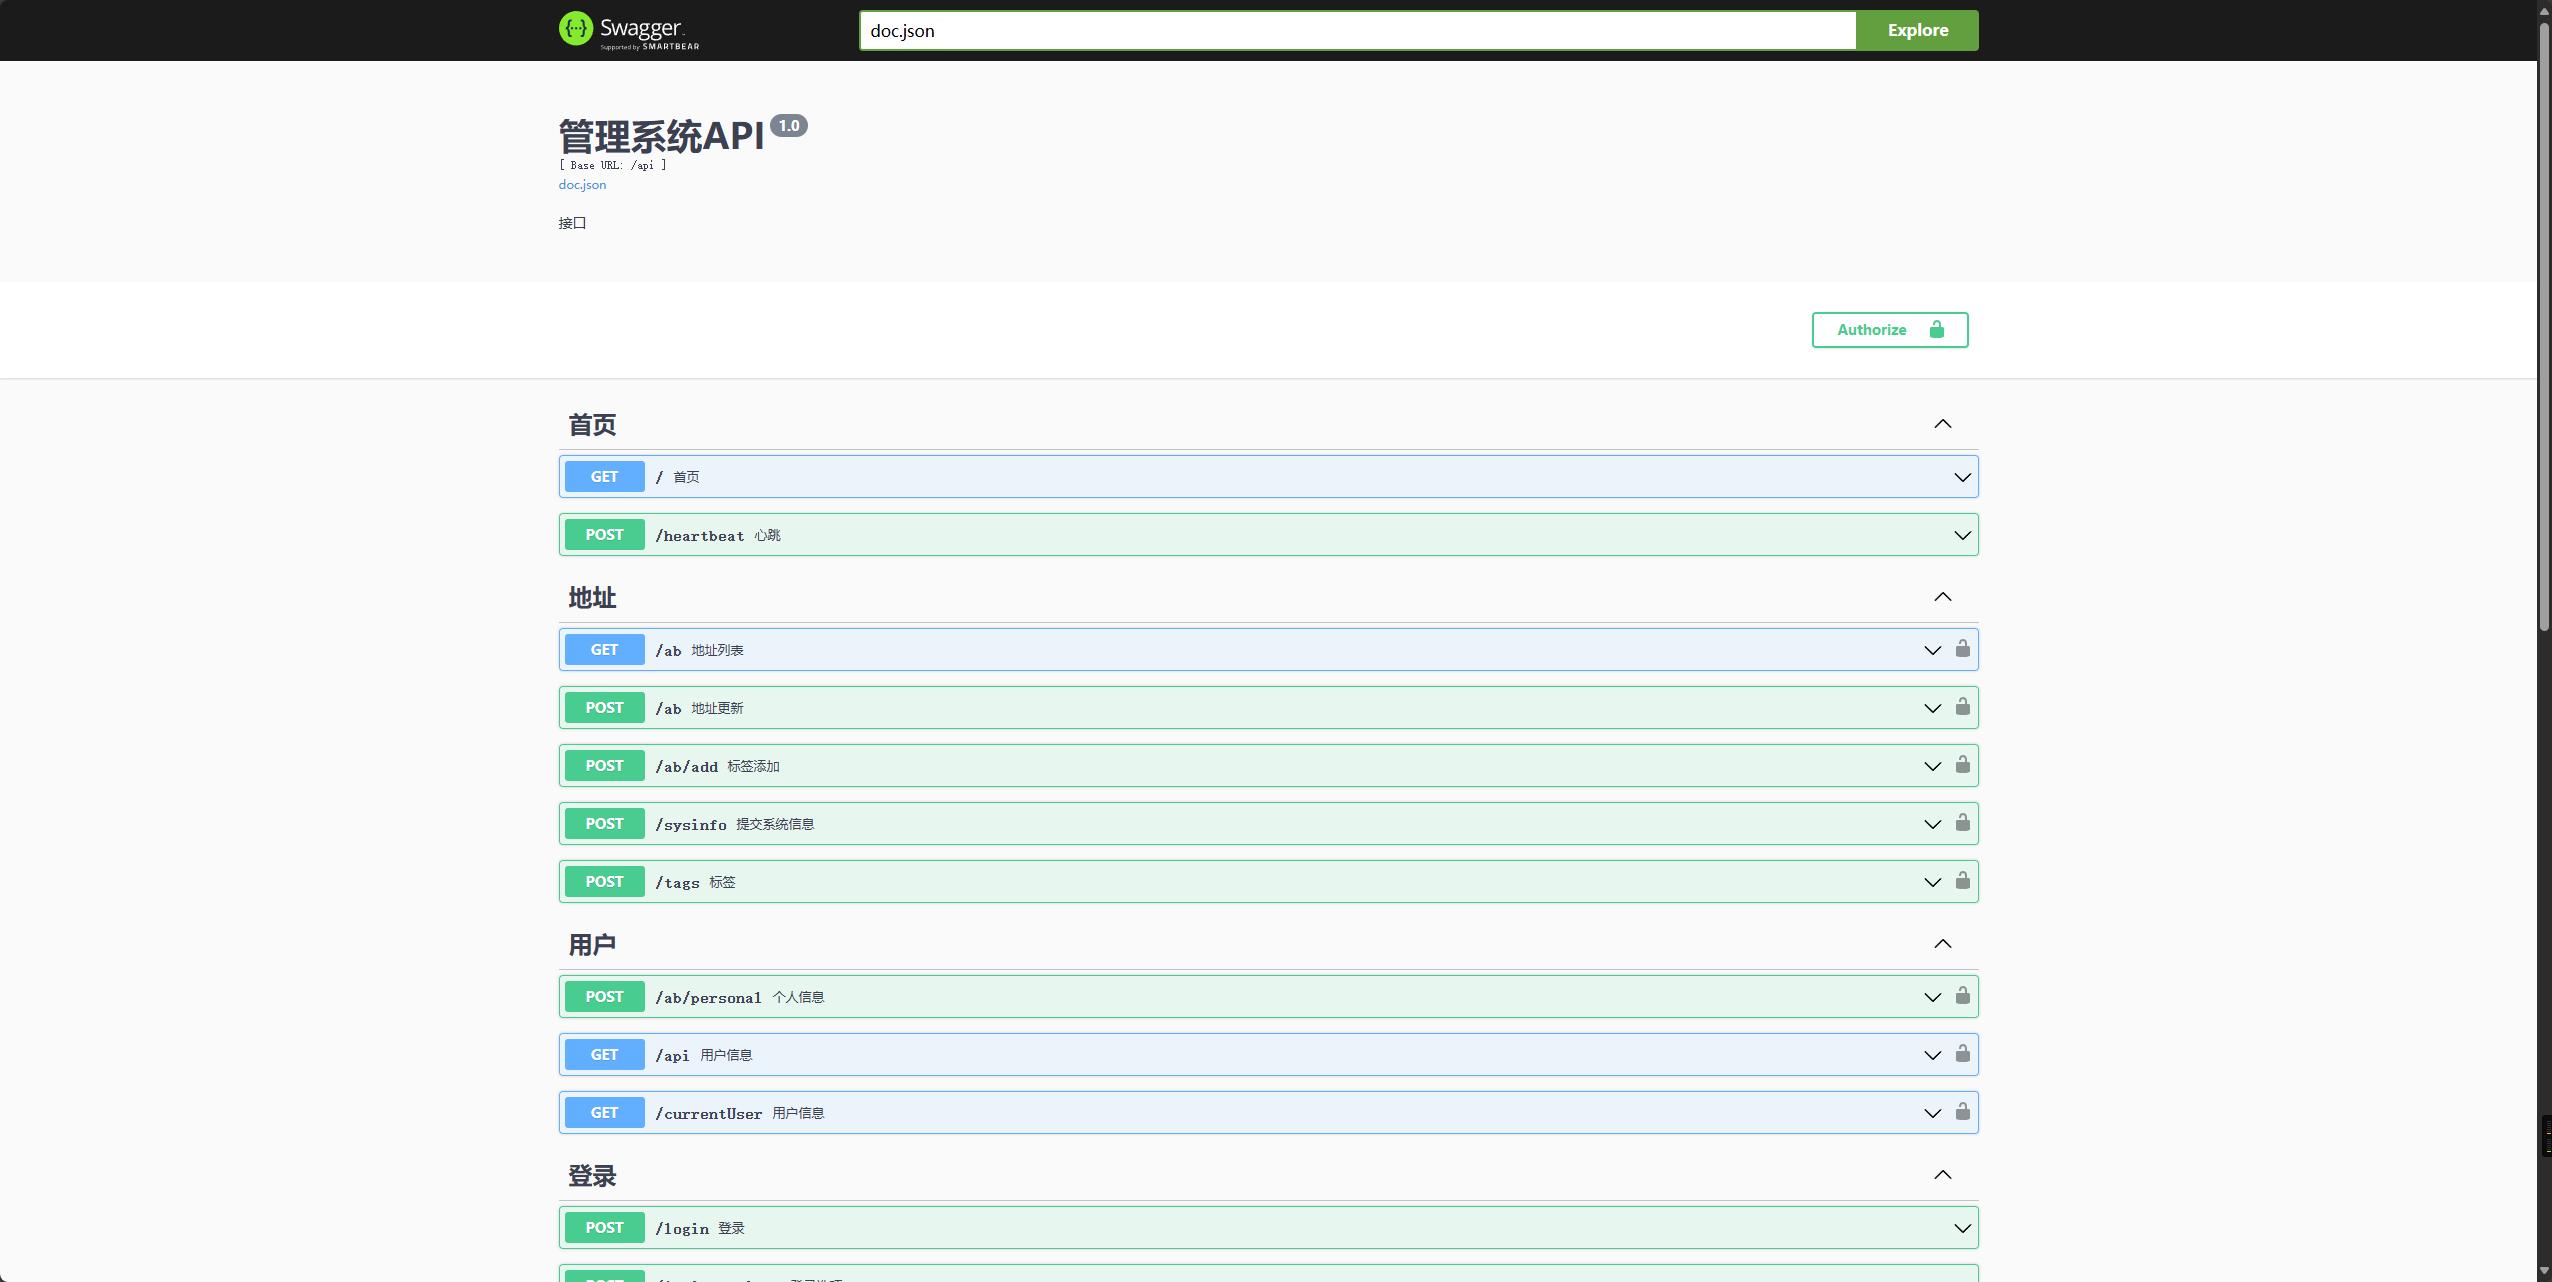 Swagger.
Supported by SMARTBEAR
doc.json
Explore
管理系统API 1.0
[ Base URL: /api ]
doc.json
接口
Authorize
首页
GET / 首页
POST /heartbeat 心跳
地址
GET /ab 地址列表
POST /ab 地址更新
POST /ab/add 标签添加
POST /sysinfo 提交系统信息
POST /tags 标签
用户
POST /ab/personal 个人信息
GET /api 用户信息
GET /currentUser 用户信息
登录
POST /login 登录
POST